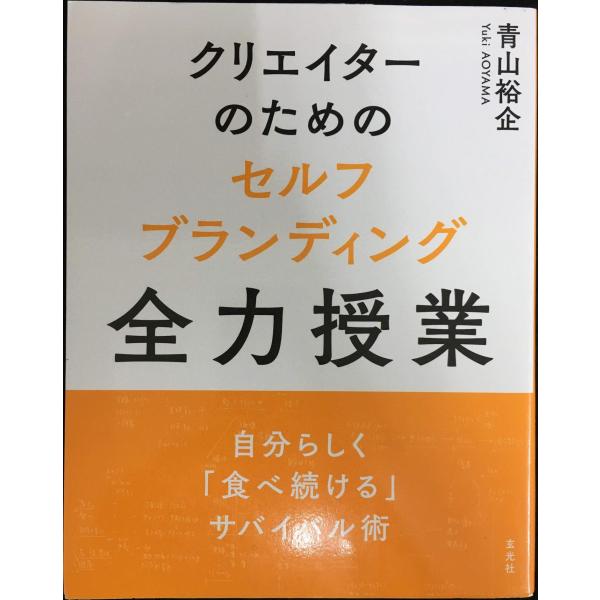 クリエイター
のための
セルフ
ブランディング
全力授業
青山裕企
Yuki AOYAMA
自分らしく
「食べ続ける」
サバイバル術
玄光社